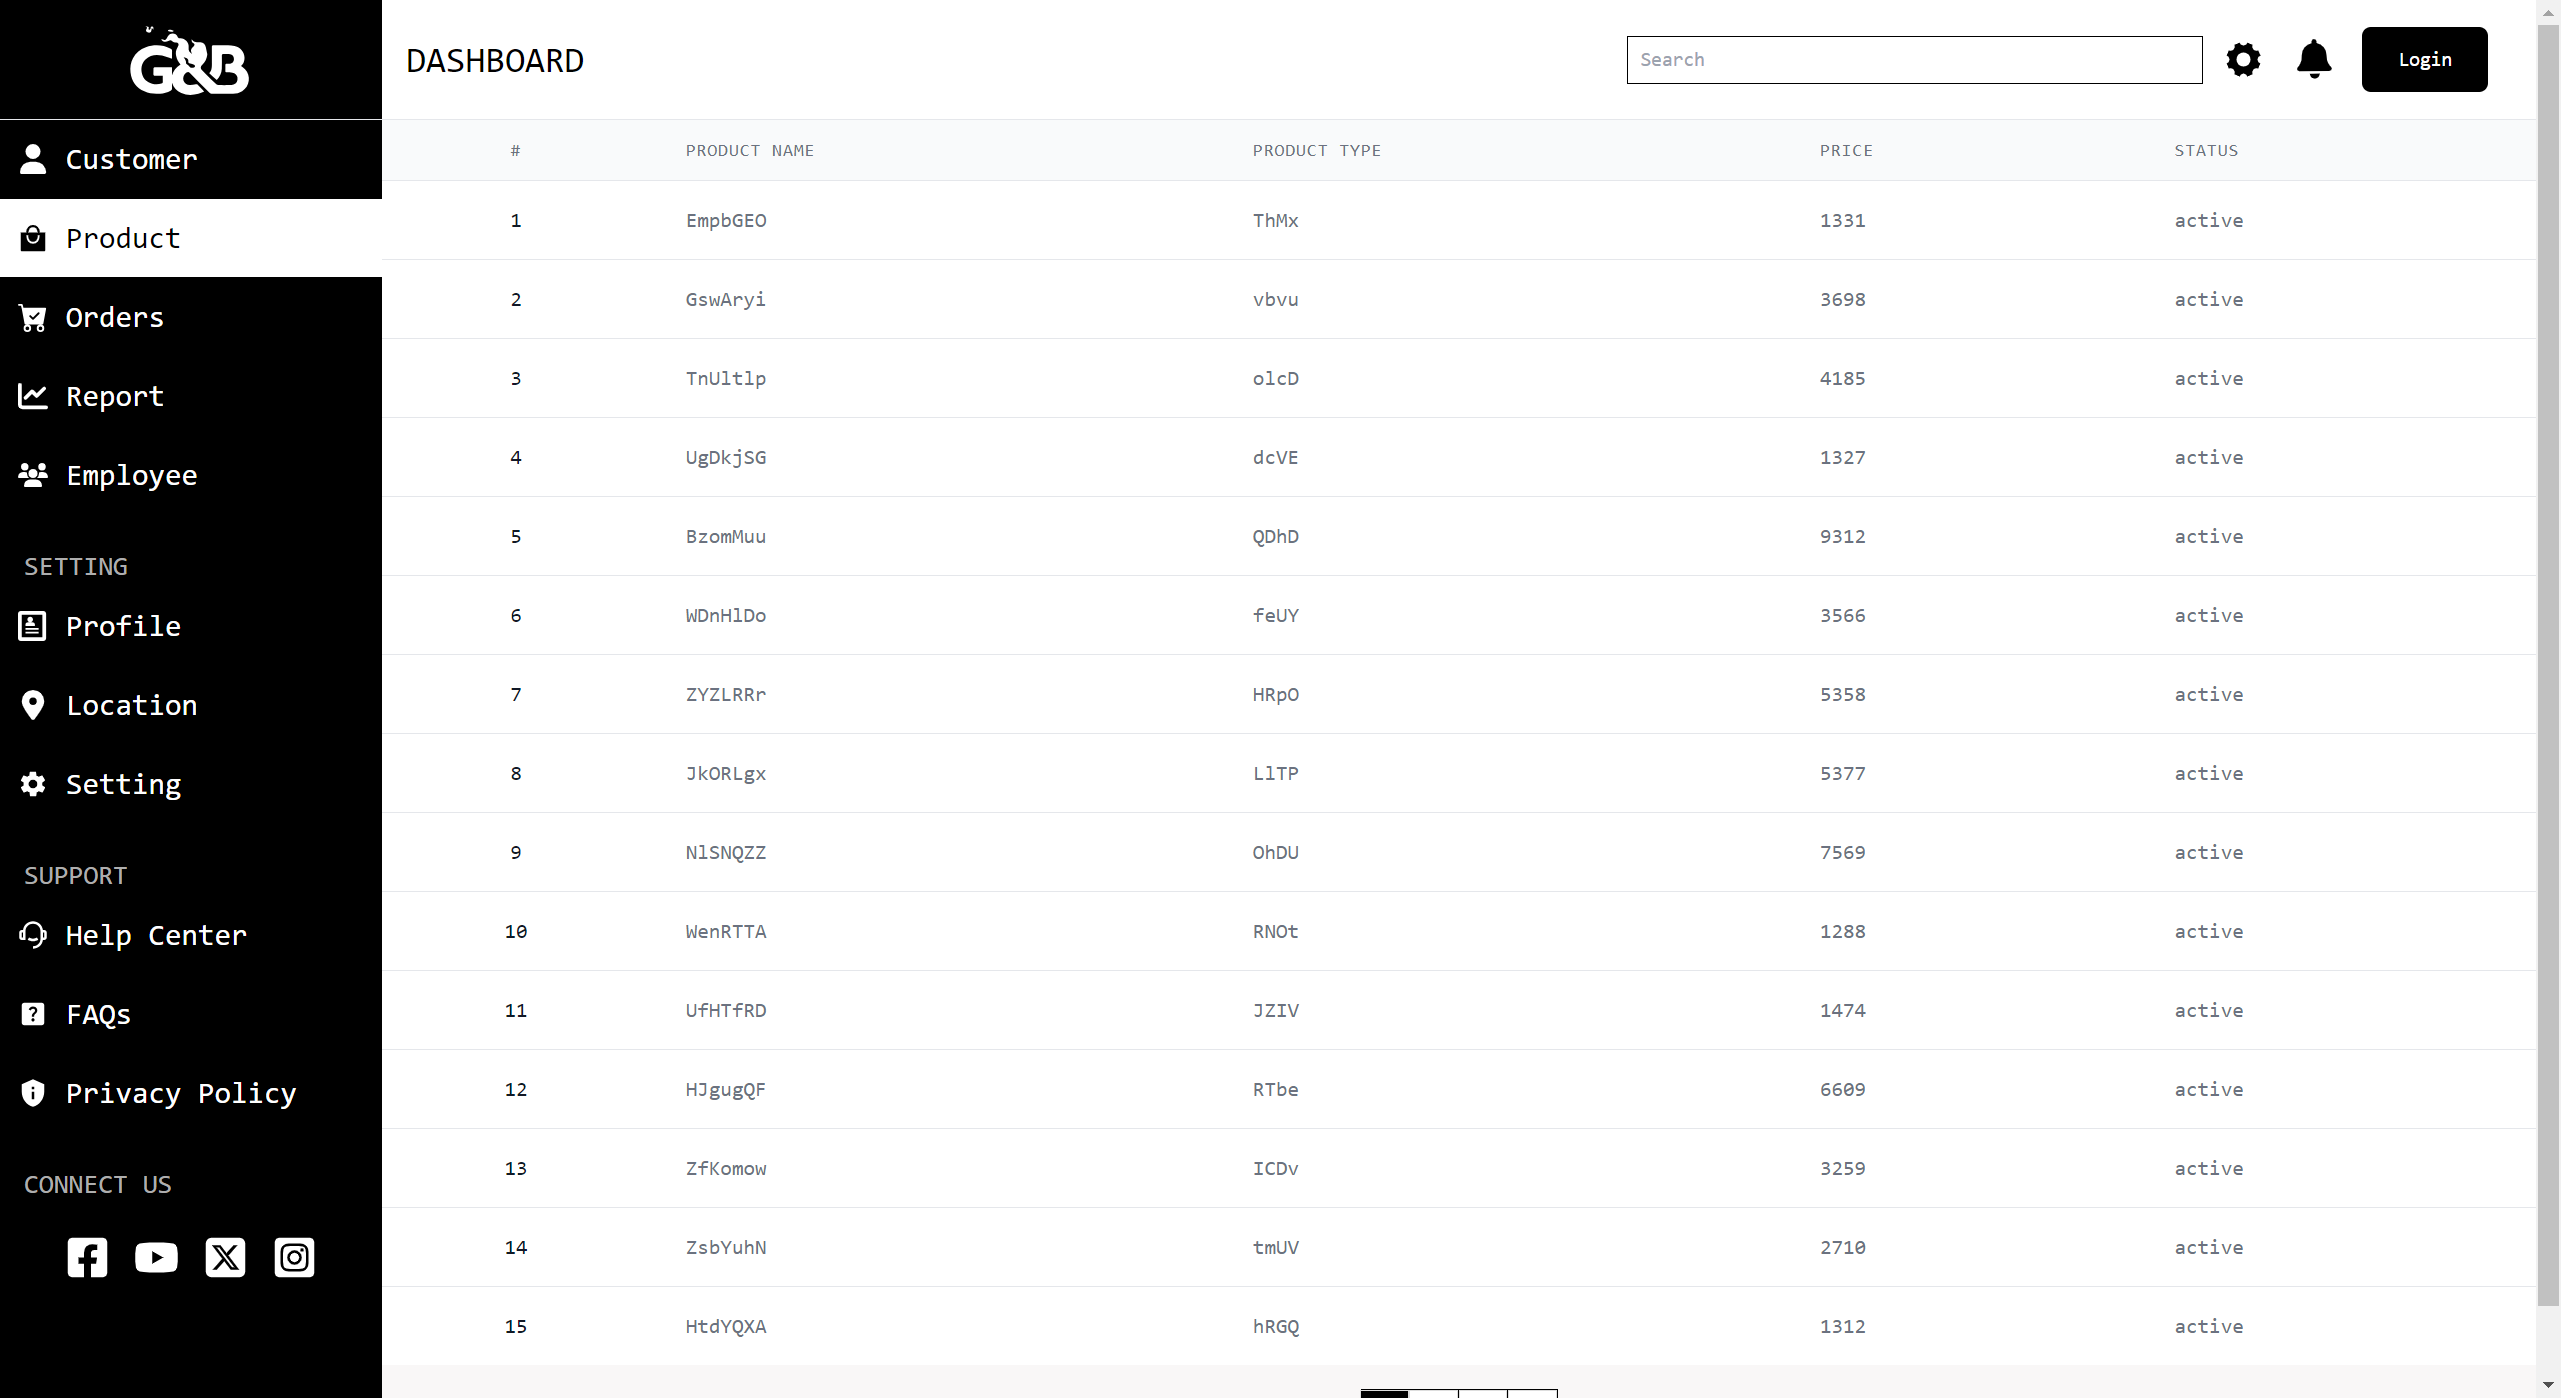 G&B
DASHBOARD
Search
Login
Customer
Product
Orders
Report
Employee
SETTING
Profile
Location
Setting
SUPPORT
Help Center
FAQs
Privacy Policy
CONNECT US
# PRODUCT NAME PRODUCT TYPE PRICE STATUS
1 EmpbGEO ThMx 1331 active
2 GswAryi vbvu 3698 active
3 TnUltlp olcD 4185 active
4 UgDkjSG dcVE 1327 active
5 BzomMuu QDhD 9312 active
6 WDnHlDo feUY 3566 active
7 ZYZLRRr HRpO 5358 active
8 JkORLgx LlTP 5377 active
9 NlSNQZZ OhDU 7569 active
10 WenRTTA RNOt 1288 active
11 UfHTfRD JZIV 1474 active
12 HJgugQF RTbe 6609 active
13 ZfKomow ICDv 3259 active
14 ZsbYuhN tmUV 2710 active
15 HtdYQXA hRGQ 1312 active